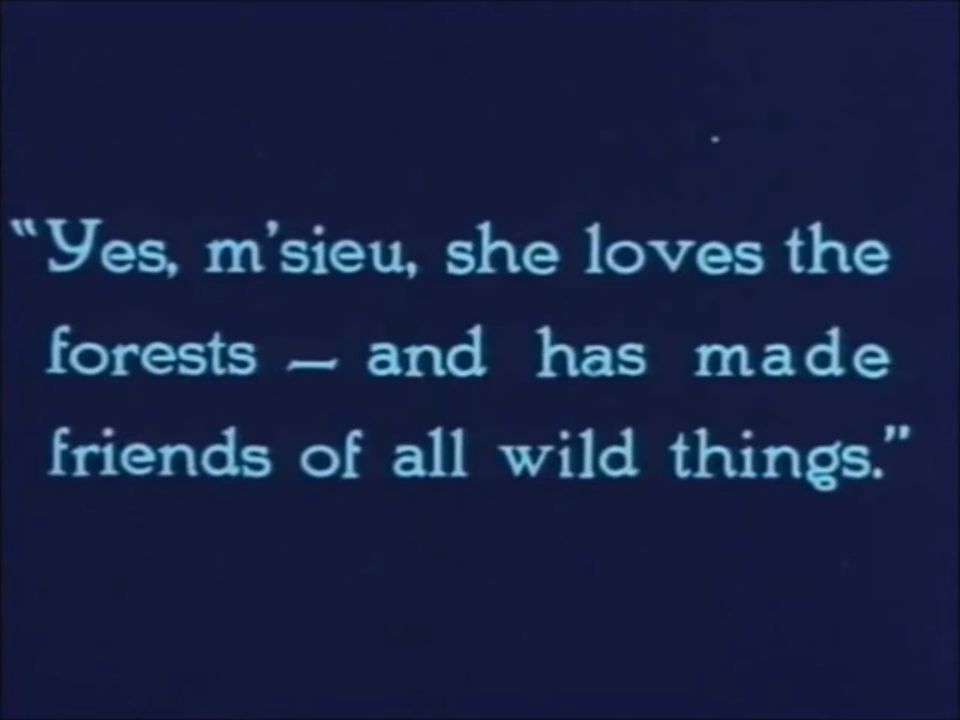 “Yes, m'sieu, she loves the
forests — and has made
friends of all wild things.”